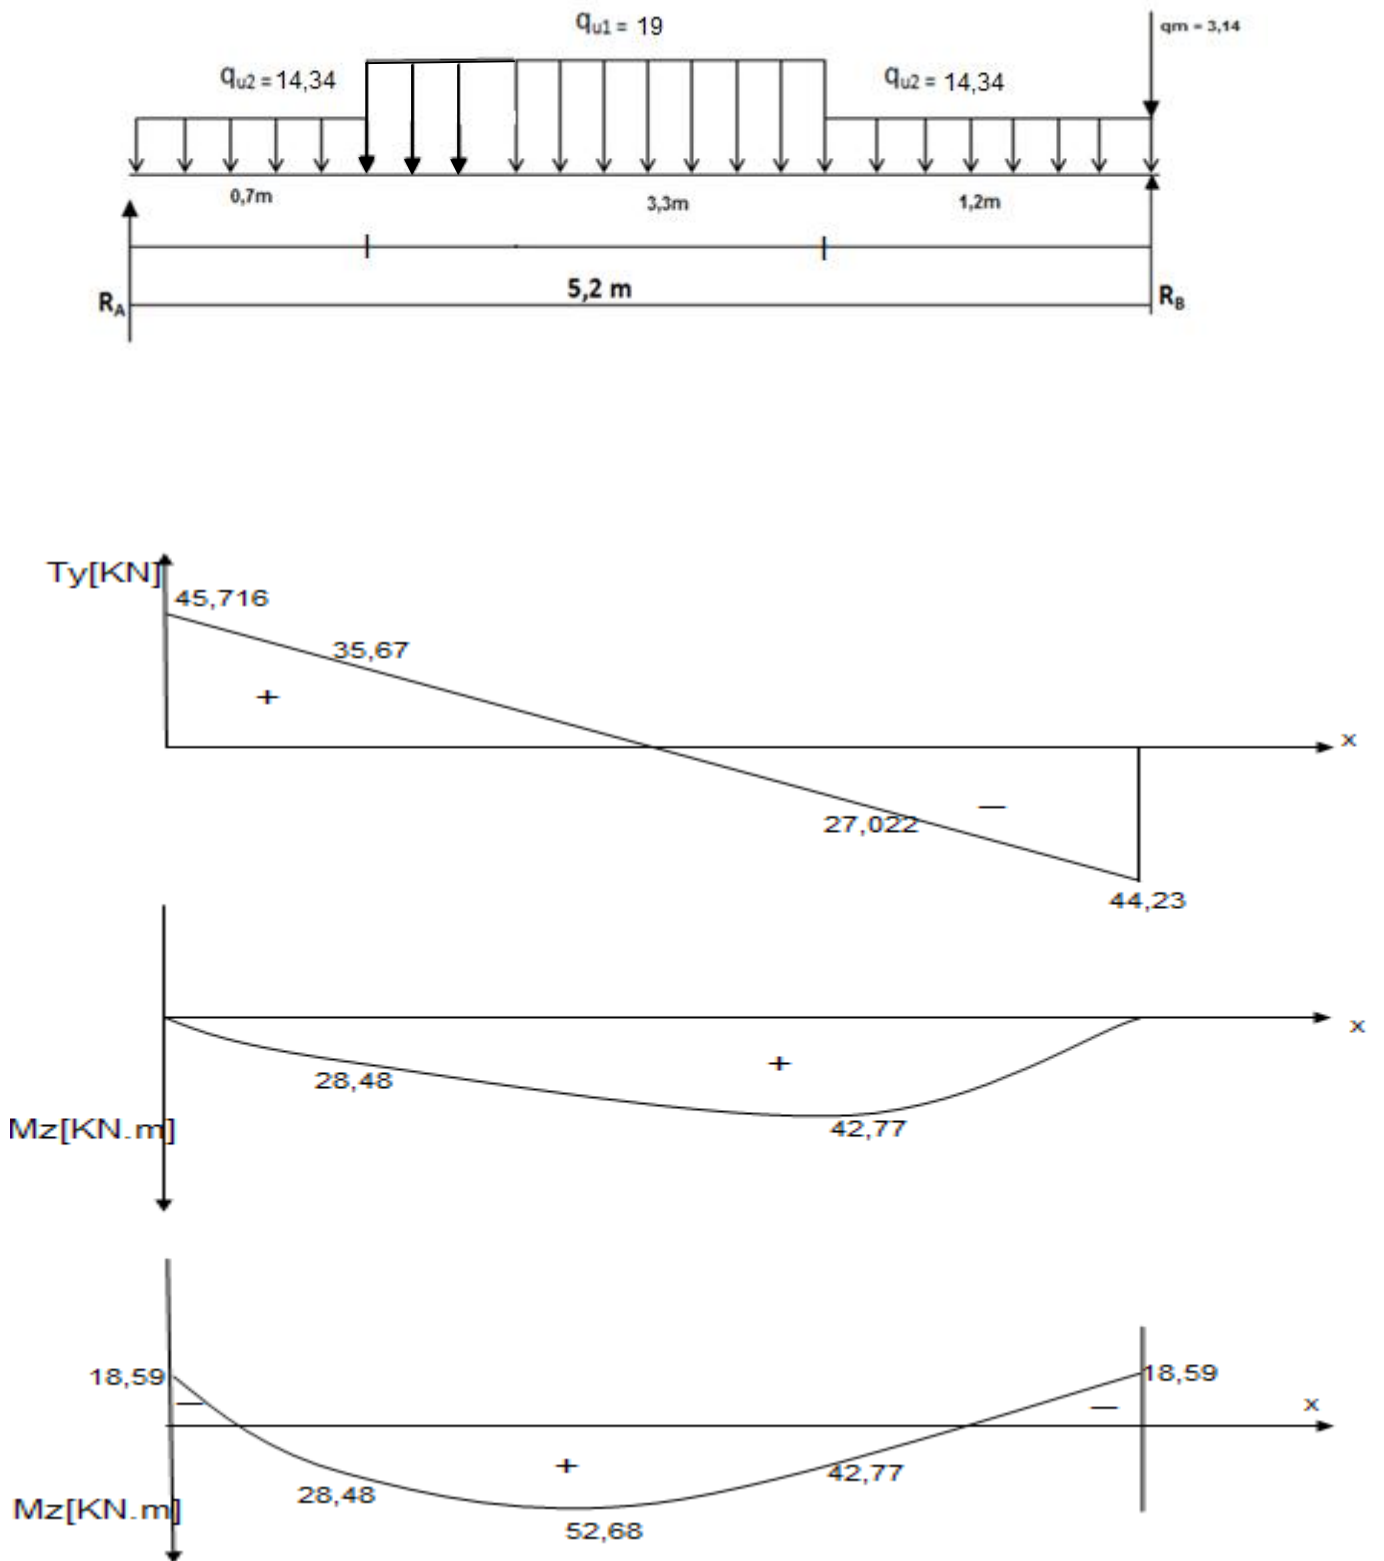 qu1 = 19
qm = 3,14
qu2 = 14,34
qu2 = 14,34
0,7m
3,3m
1,2m
5,2 m
RA
RB
Ty[KN]
45,716
35,67
+
x
27,022
—
44,23
x
+
28,48
42,77
Mz[KN.m]
18,59
18,59
—
—
x
+
28,48
42,77
Mz[KN.m]
52,68